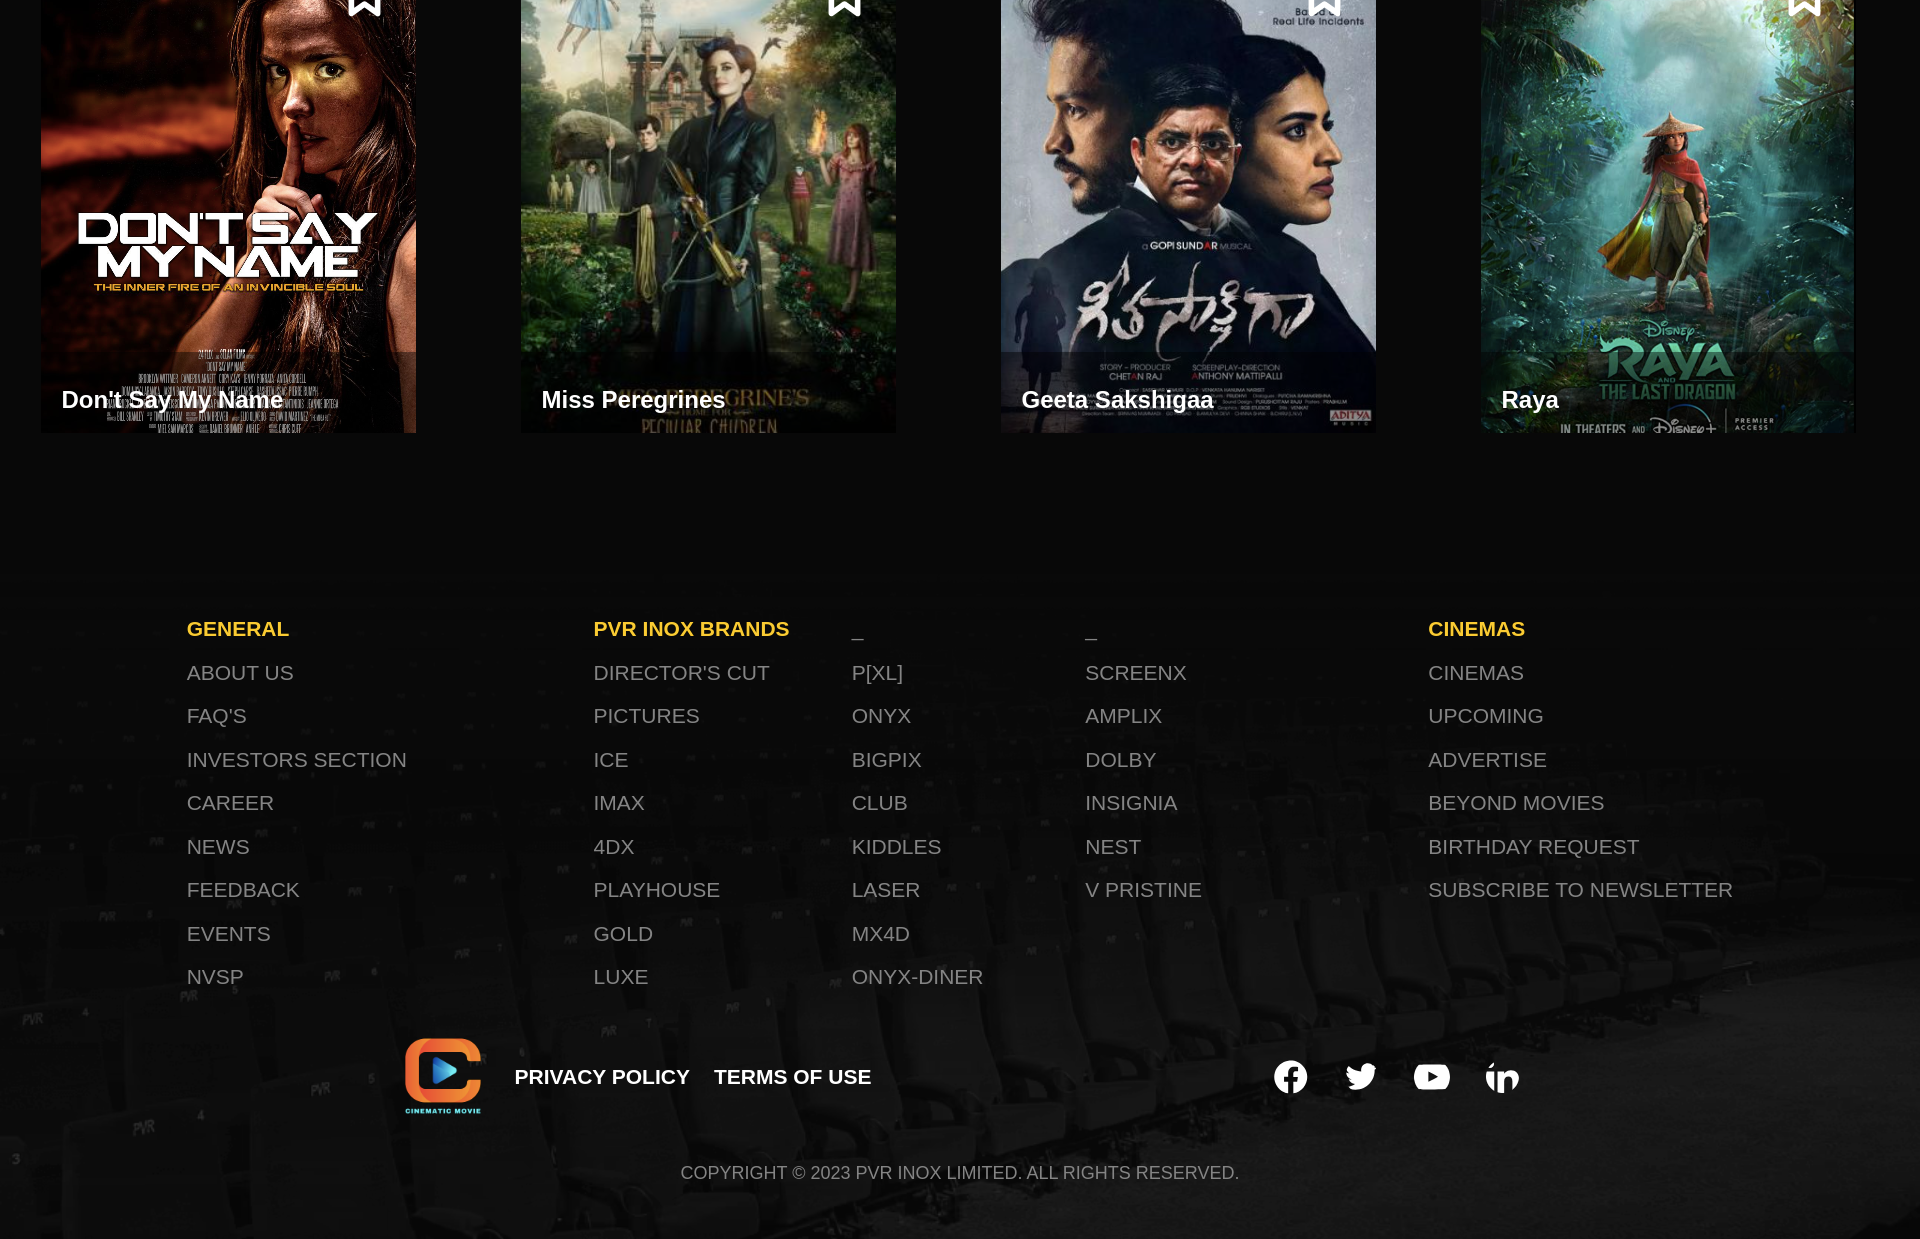 Based on
Real Life Incidents
DON'T SAY
MY NAME
THE INNER FIRE OF AN INVINCIBLE SOUL
Don't Say My Name
MISS PEREGRINE'S
PECULIAR CHILDREN
Miss Peregrines
a GOPI SUNDAR MUSICAL
గీత సాక్షిగా
STORY - PRODUCER
CHETAN RAJ
SCREENPLAY-DIRECTION
ANTHONY MATTIPALLI
ADITYA
MUSIC
Geeta Sakshigaa
DISNEY
RAYA
AND
THE LAST DRAGON
IN THEATERS AND Disney+
PREMIER
ACCESS
Raya
GENERAL
ABOUT US
FAQ'S
INVESTORS SECTION
CAREER
NEWS
FEEDBACK
EVENTS
NVSP
PVR INOX BRANDS
DIRECTOR'S CUT
PICTURES
ICE
IMAX
4DX
PLAYHOUSE
GOLD
LUXE
_
P[XL]
ONYX
BIGPIX
CLUB
KIDDLES
LASER
MX4D
ONYX-DINER
_
SCREENX
AMPLIX
DOLBY
INSIGNIA
NEST
V PRISTINE
CINEMAS
CINEMAS
UPCOMING
ADVERTISE
BEYOND MOVIES
BIRTHDAY REQUEST
SUBSCRIBE TO NEWSLETTER
CINEMATIC MOVIE
PRIVACY POLICY TERMS OF USE
COPYRIGHT © 2023 PVR INOX LIMITED. ALL RIGHTS RESERVED.